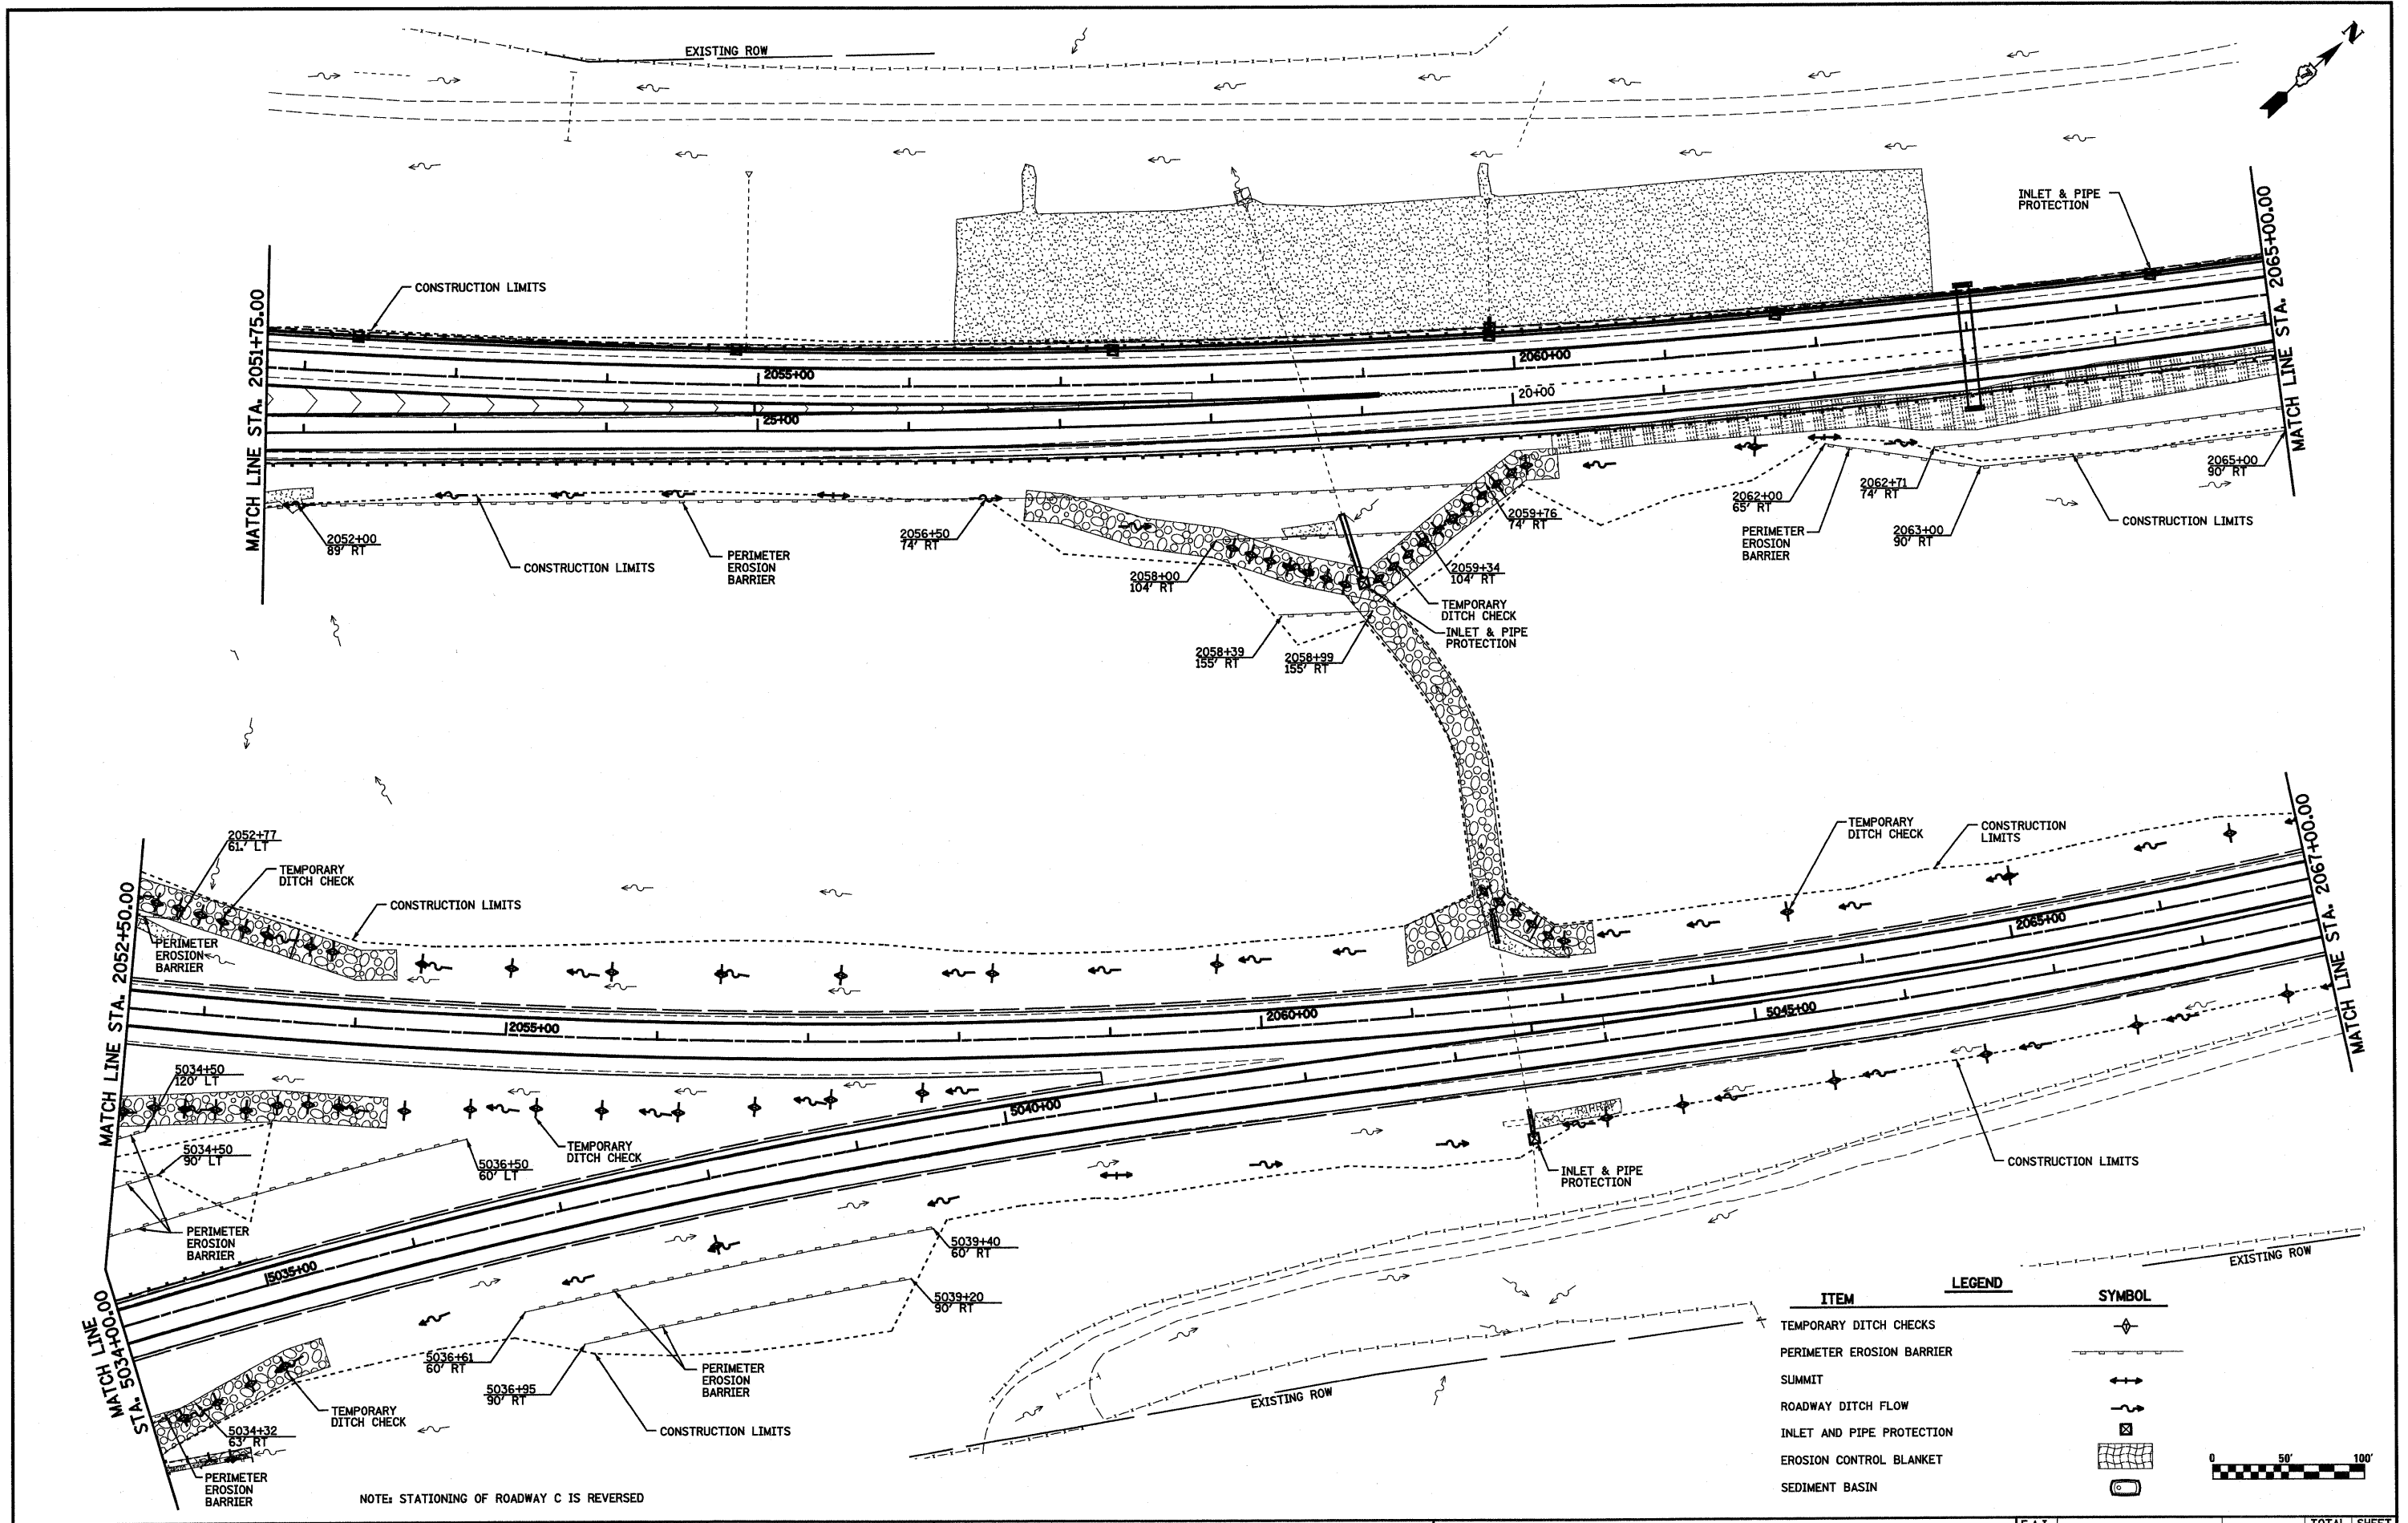 EXISTING ROW
N
INLET & PIPE
PROTECTION
MATCH LINE STA. 2051+75.00
CONSTRUCTION LIMITS
2055+00
25+00
2060+00
20+00
MATCH LINE STA. 2065+00.00
2052+00
89' RT
CONSTRUCTION LIMITS
PERIMETER
EROSION
BARRIER
2056+50
74' RT
2058+00
104' RT
2059+76
74' RT
2059+34
104' RT
TEMPORARY
DITCH CHECK
INLET & PIPE
PROTECTION
2058+39
155' RT
2058+99
155' RT
2062+00
65' RT
PERIMETER
EROSION
BARRIER
2062+71
74' RT
2063+00
90' RT
2065+00
90' RT
CONSTRUCTION LIMITS
MATCH LINE STA. 2052+50.00
2052+77
61.' LT
TEMPORARY
DITCH CHECK
CONSTRUCTION LIMITS
PERIMETER
EROSION
BARRIER
TEMPORARY
DITCH CHECK
CONSTRUCTION
LIMITS
MATCH LINE STA. 2067+00.00
2055+00
2060+00
2065+00
5045+00
5040+00
5035+00
5034+50
120' LT
5034+50
90' LT
5036+50
60' LT
TEMPORARY
DITCH CHECK
PERIMETER
EROSION
BARRIER
RIPRAP
INLET & PIPE
PROTECTION
CONSTRUCTION LIMITS
5039+40
60' RT
5039+20
90' RT
5036+61
60' RT
5036+95
90' RT
PERIMETER
EROSION
BARRIER
CONSTRUCTION LIMITS
MATCH LINE
STA. 5034+00.00
TEMPORARY
DITCH CHECK
5034+32
63' RT
PERIMETER
EROSION
BARRIER
EXISTING ROW
EXISTING ROW
NOTE: STATIONING OF ROADWAY C IS REVERSED
LEGEND
ITEM SYMBOL
TEMPORARY DITCH CHECKS
PERIMETER EROSION BARRIER
SUMMIT
ROADWAY DITCH FLOW
INLET AND PIPE PROTECTION
EROSION CONTROL BLANKET
SEDIMENT BASIN
0 50' 100'
TOTAL SHEET